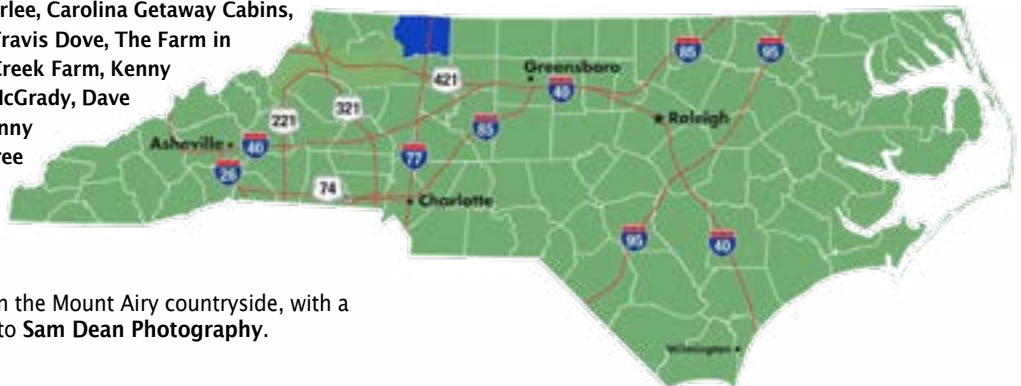 rlee, Carolina Getaway Cabins,
Travis Dove, The Farm in
Creek Farm, Kenny
McGrady, Dave
nny
ree
n the Mount Airy countryside, with a
to Sam Dean Photography.
85
95
421
Greensboro
40
321
221
85
Raleigh
Asheville
40
77
26
74
Charlotte
95
40
Wilmington